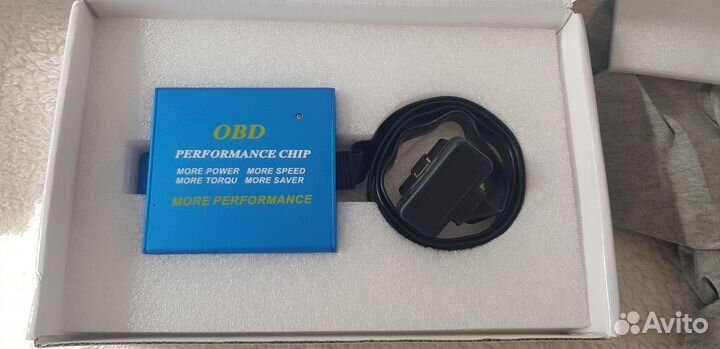 OBD
PERFORMANCE CHIP
MORE POWER MORE SPEED
MORE TORQU MORE SAVER
MORE PERFORMANCE
Avito